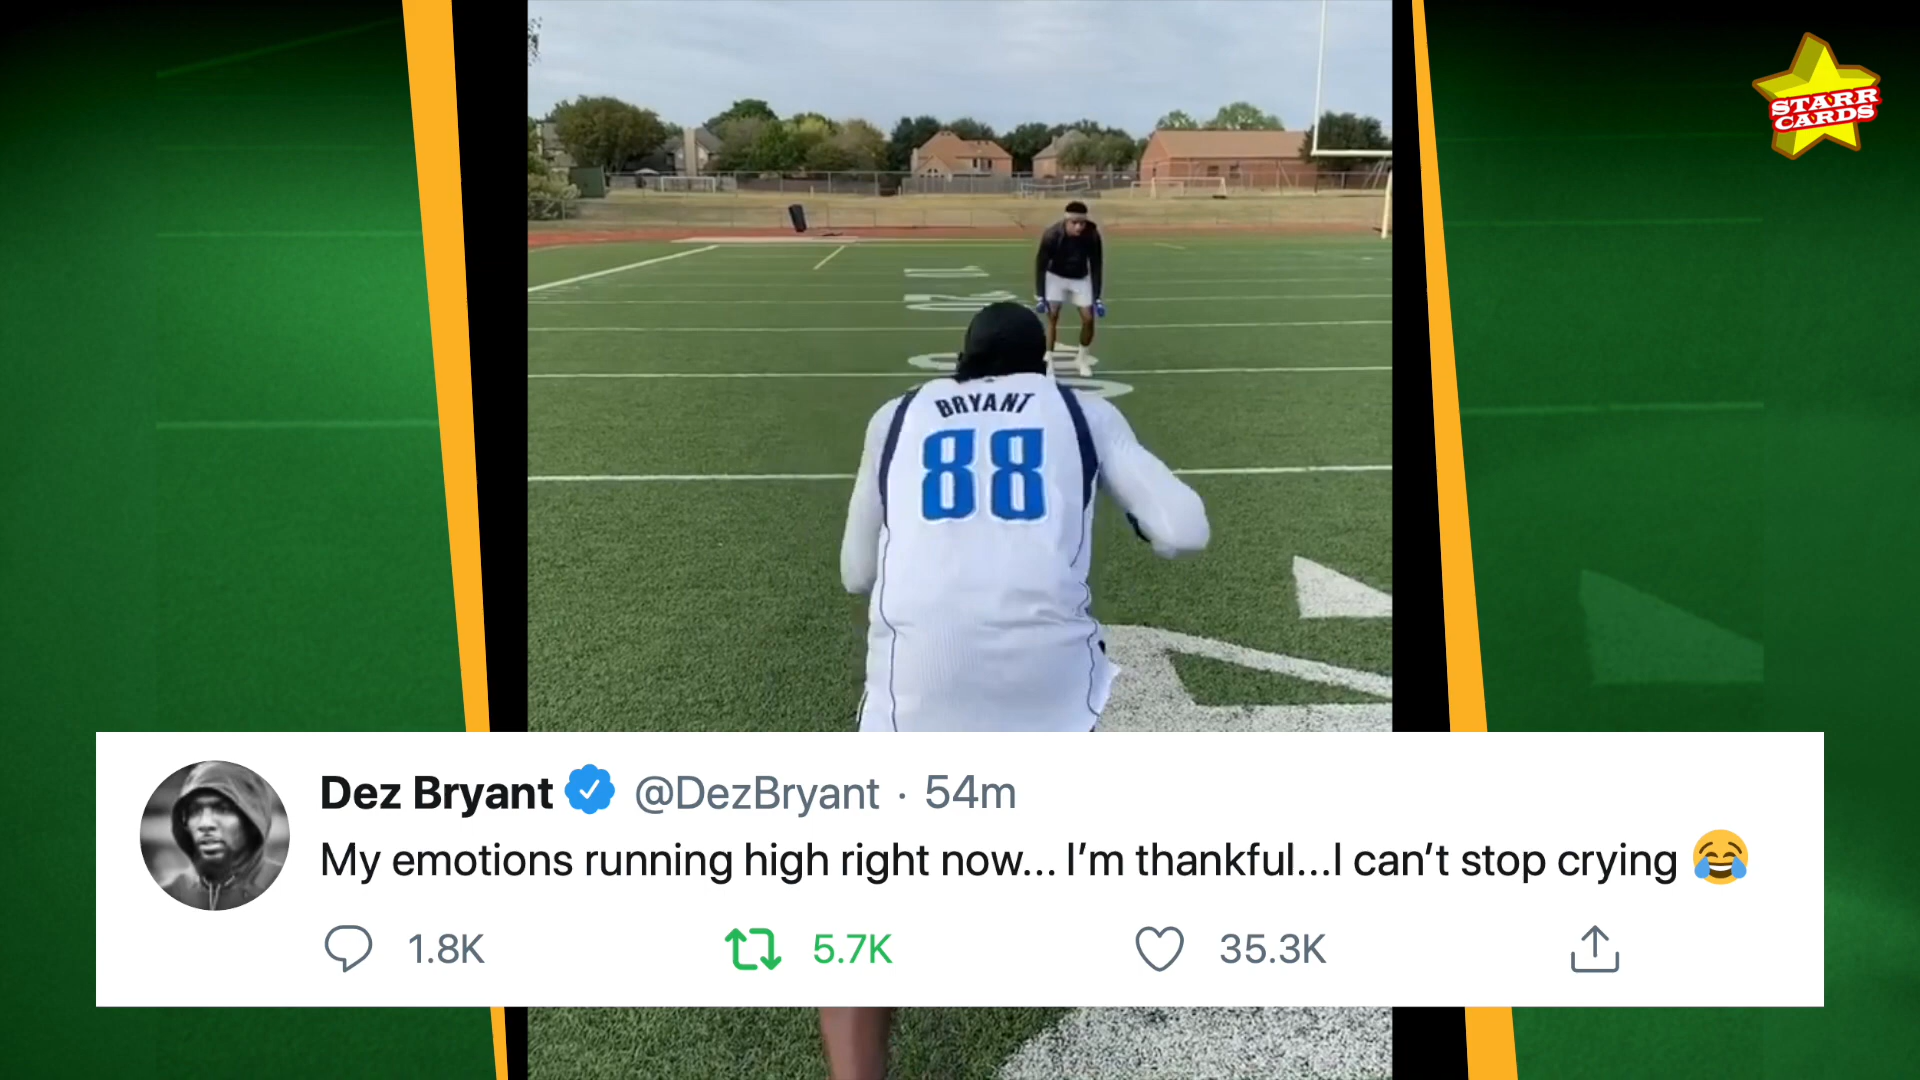 STARR
CARDS
BRYANT
88
Dez Bryant @DezBryant · 54m
My emotions running high right now... I'm thankful...I can't stop crying 😂
1.8K 5.7K 35.3K